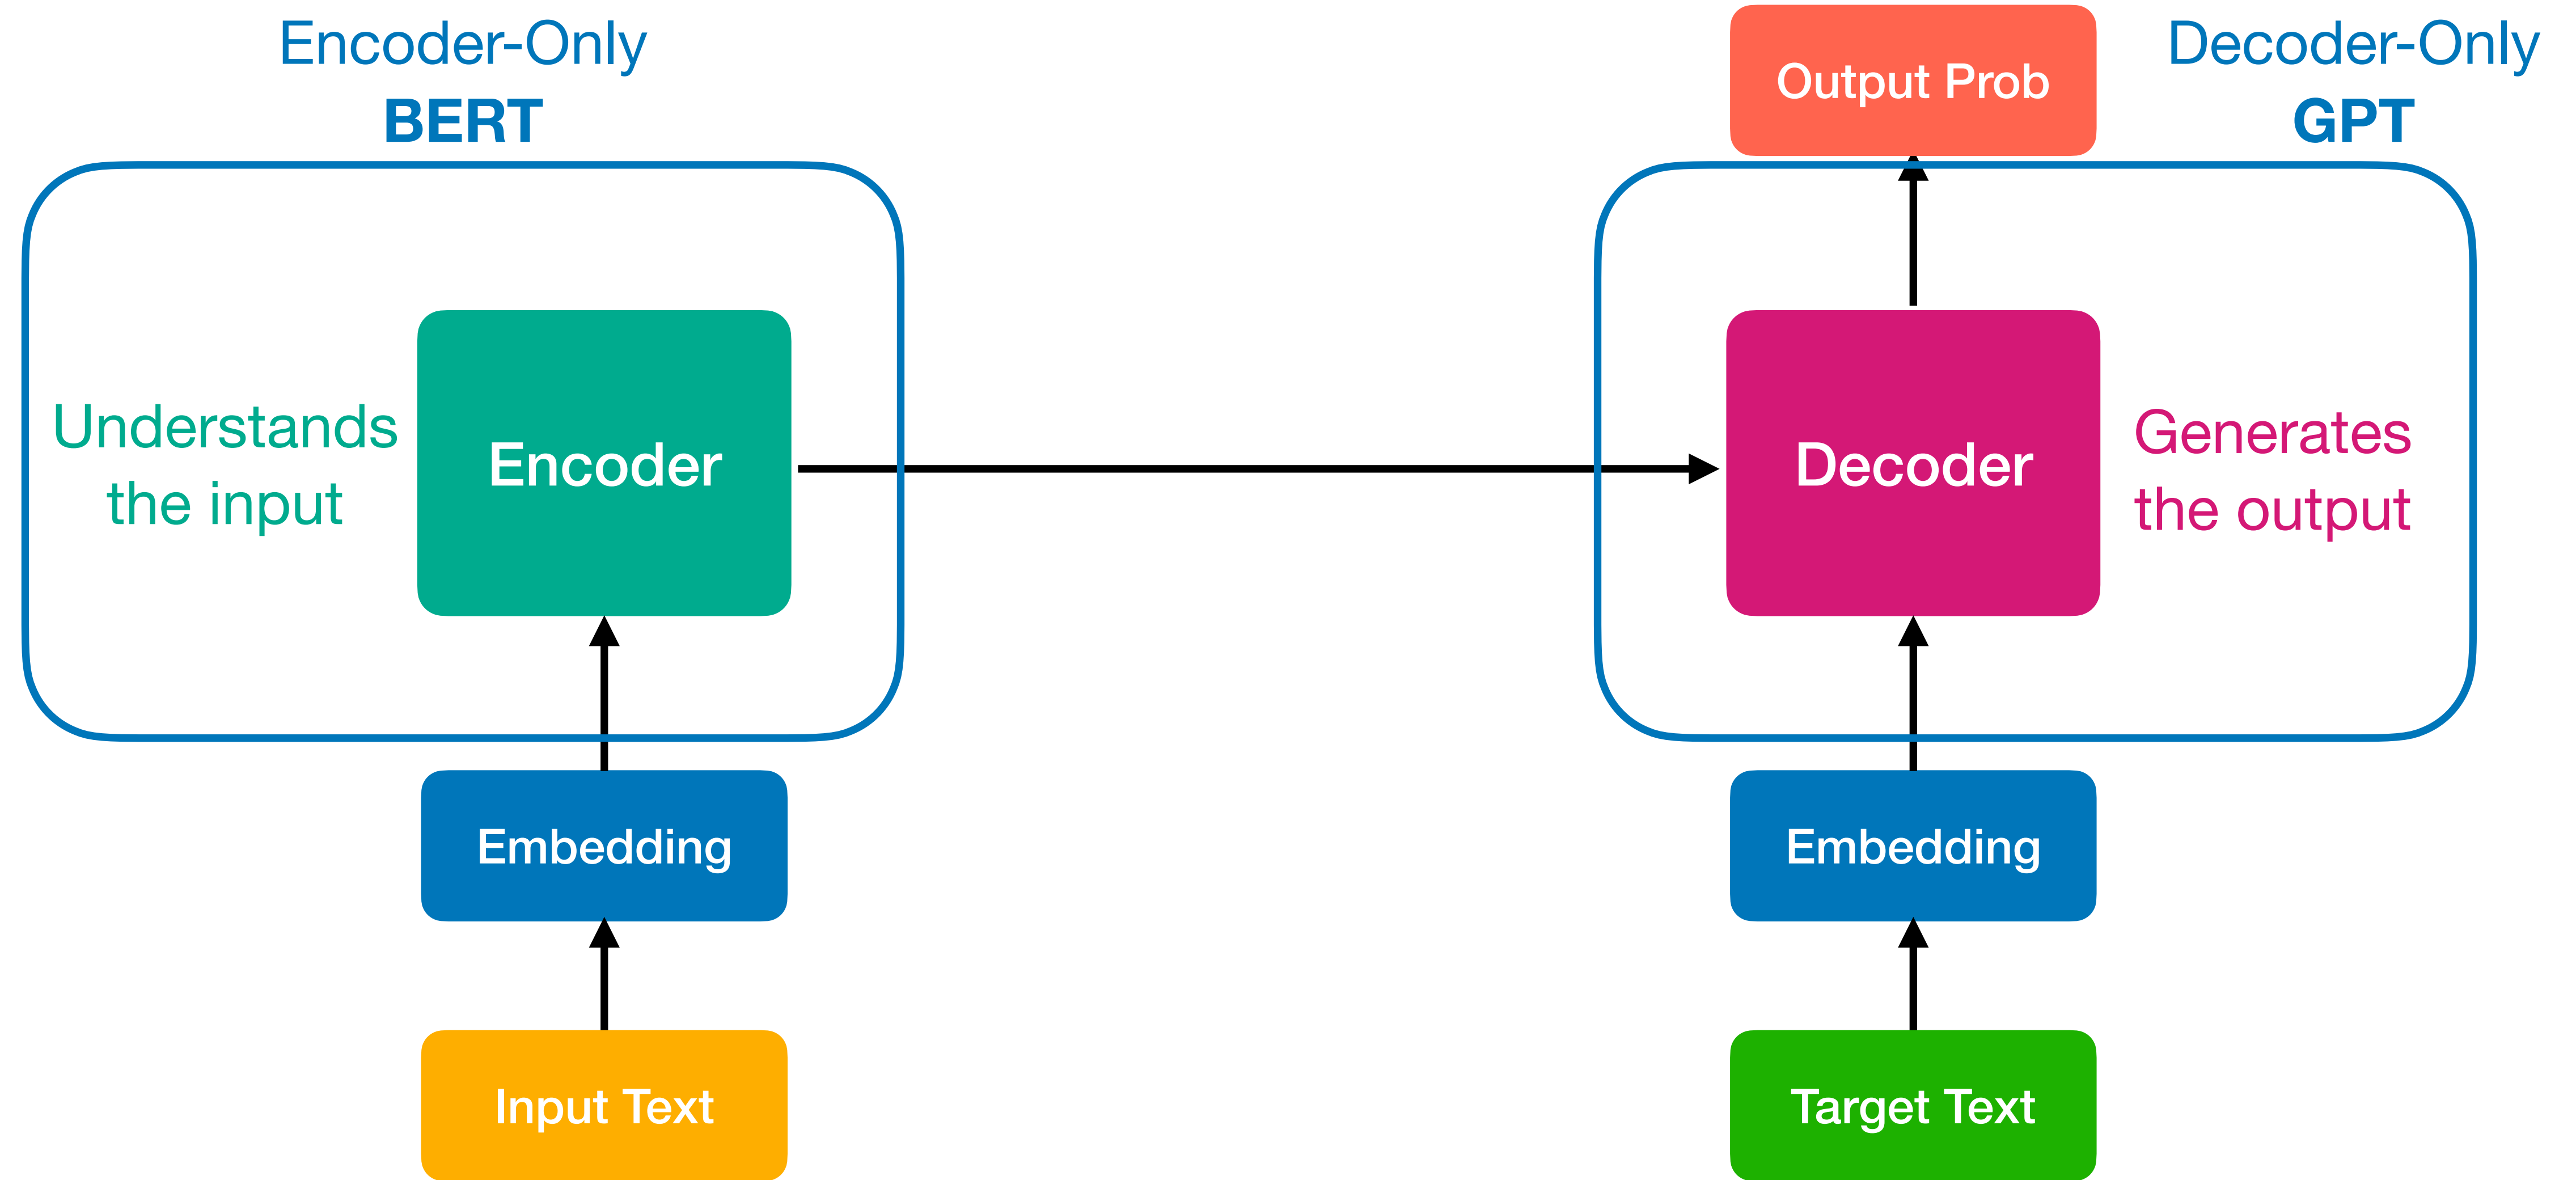 Encoder-Only
BERT
Understands
the input
Encoder
Embedding
Input Text
Output Prob
Decoder-Only
GPT
Decoder
Generates
the output
Embedding
Target Text